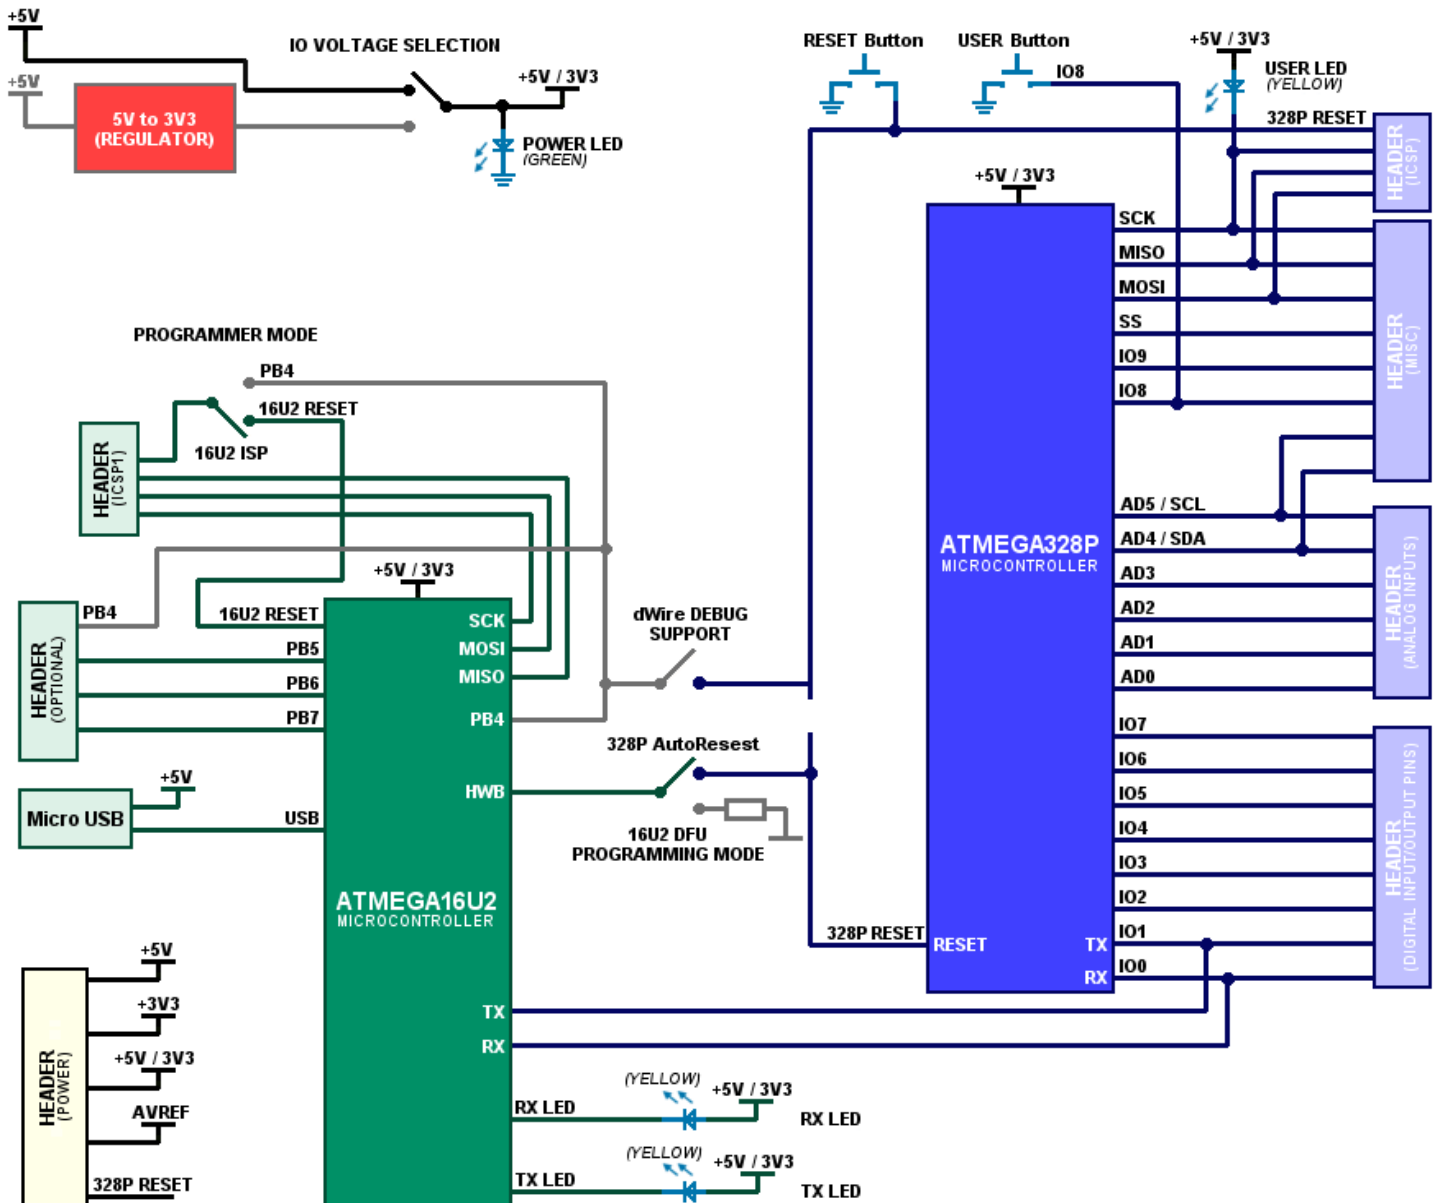 +5V
IO VOLTAGE SELECTION
+5V
5V to 3V3
(REGULATOR)
+5V / 3V3
POWER LED
(GREEN)
RESET Button
USER Button
IO8
+5V / 3V3
USER LED
(YELLOW)
328P RESET
HEADER
(ICSP)
+5V / 3V3
SCK
MISO
MOSI
SS
IO9
IO8
HEADER
(MISC)
AD5 / SCL
AD4 / SDA
AD3
AD2
AD1
AD0
HEADER
(ANALOG INPUTS)
ATMEGA328P
MICROCONTROLLER
IO7
IO6
IO5
IO4
IO3
IO2
IO1
IO0
HEADER
(DIGITAL INPUT/OUTPUT PINS)
328P RESET
RESET
TX
RX
PROGRAMMER MODE
PB4
16U2 RESET
16U2 ISP
HEADER
(ICSP1)
+5V / 3V3
PB4
16U2 RESET
PB5
PB6
PB7
HEADER
(OPTIONAL)
SCK
MOSI
MISO
PB4
dWire DEBUG
SUPPORT
328P AutoResest
HWB
16U2 DFU
PROGRAMMING MODE
+5V
Micro USB
USB
ATMEGA16U2
MICROCONTROLLER
TX
RX
+5V
+3V3
+5V / 3V3
AVREF
328P RESET
HEADER
(POWER)
RX LED
(YELLOW)
+5V / 3V3
RX LED
TX LED
(YELLOW)
+5V / 3V3
TX LED